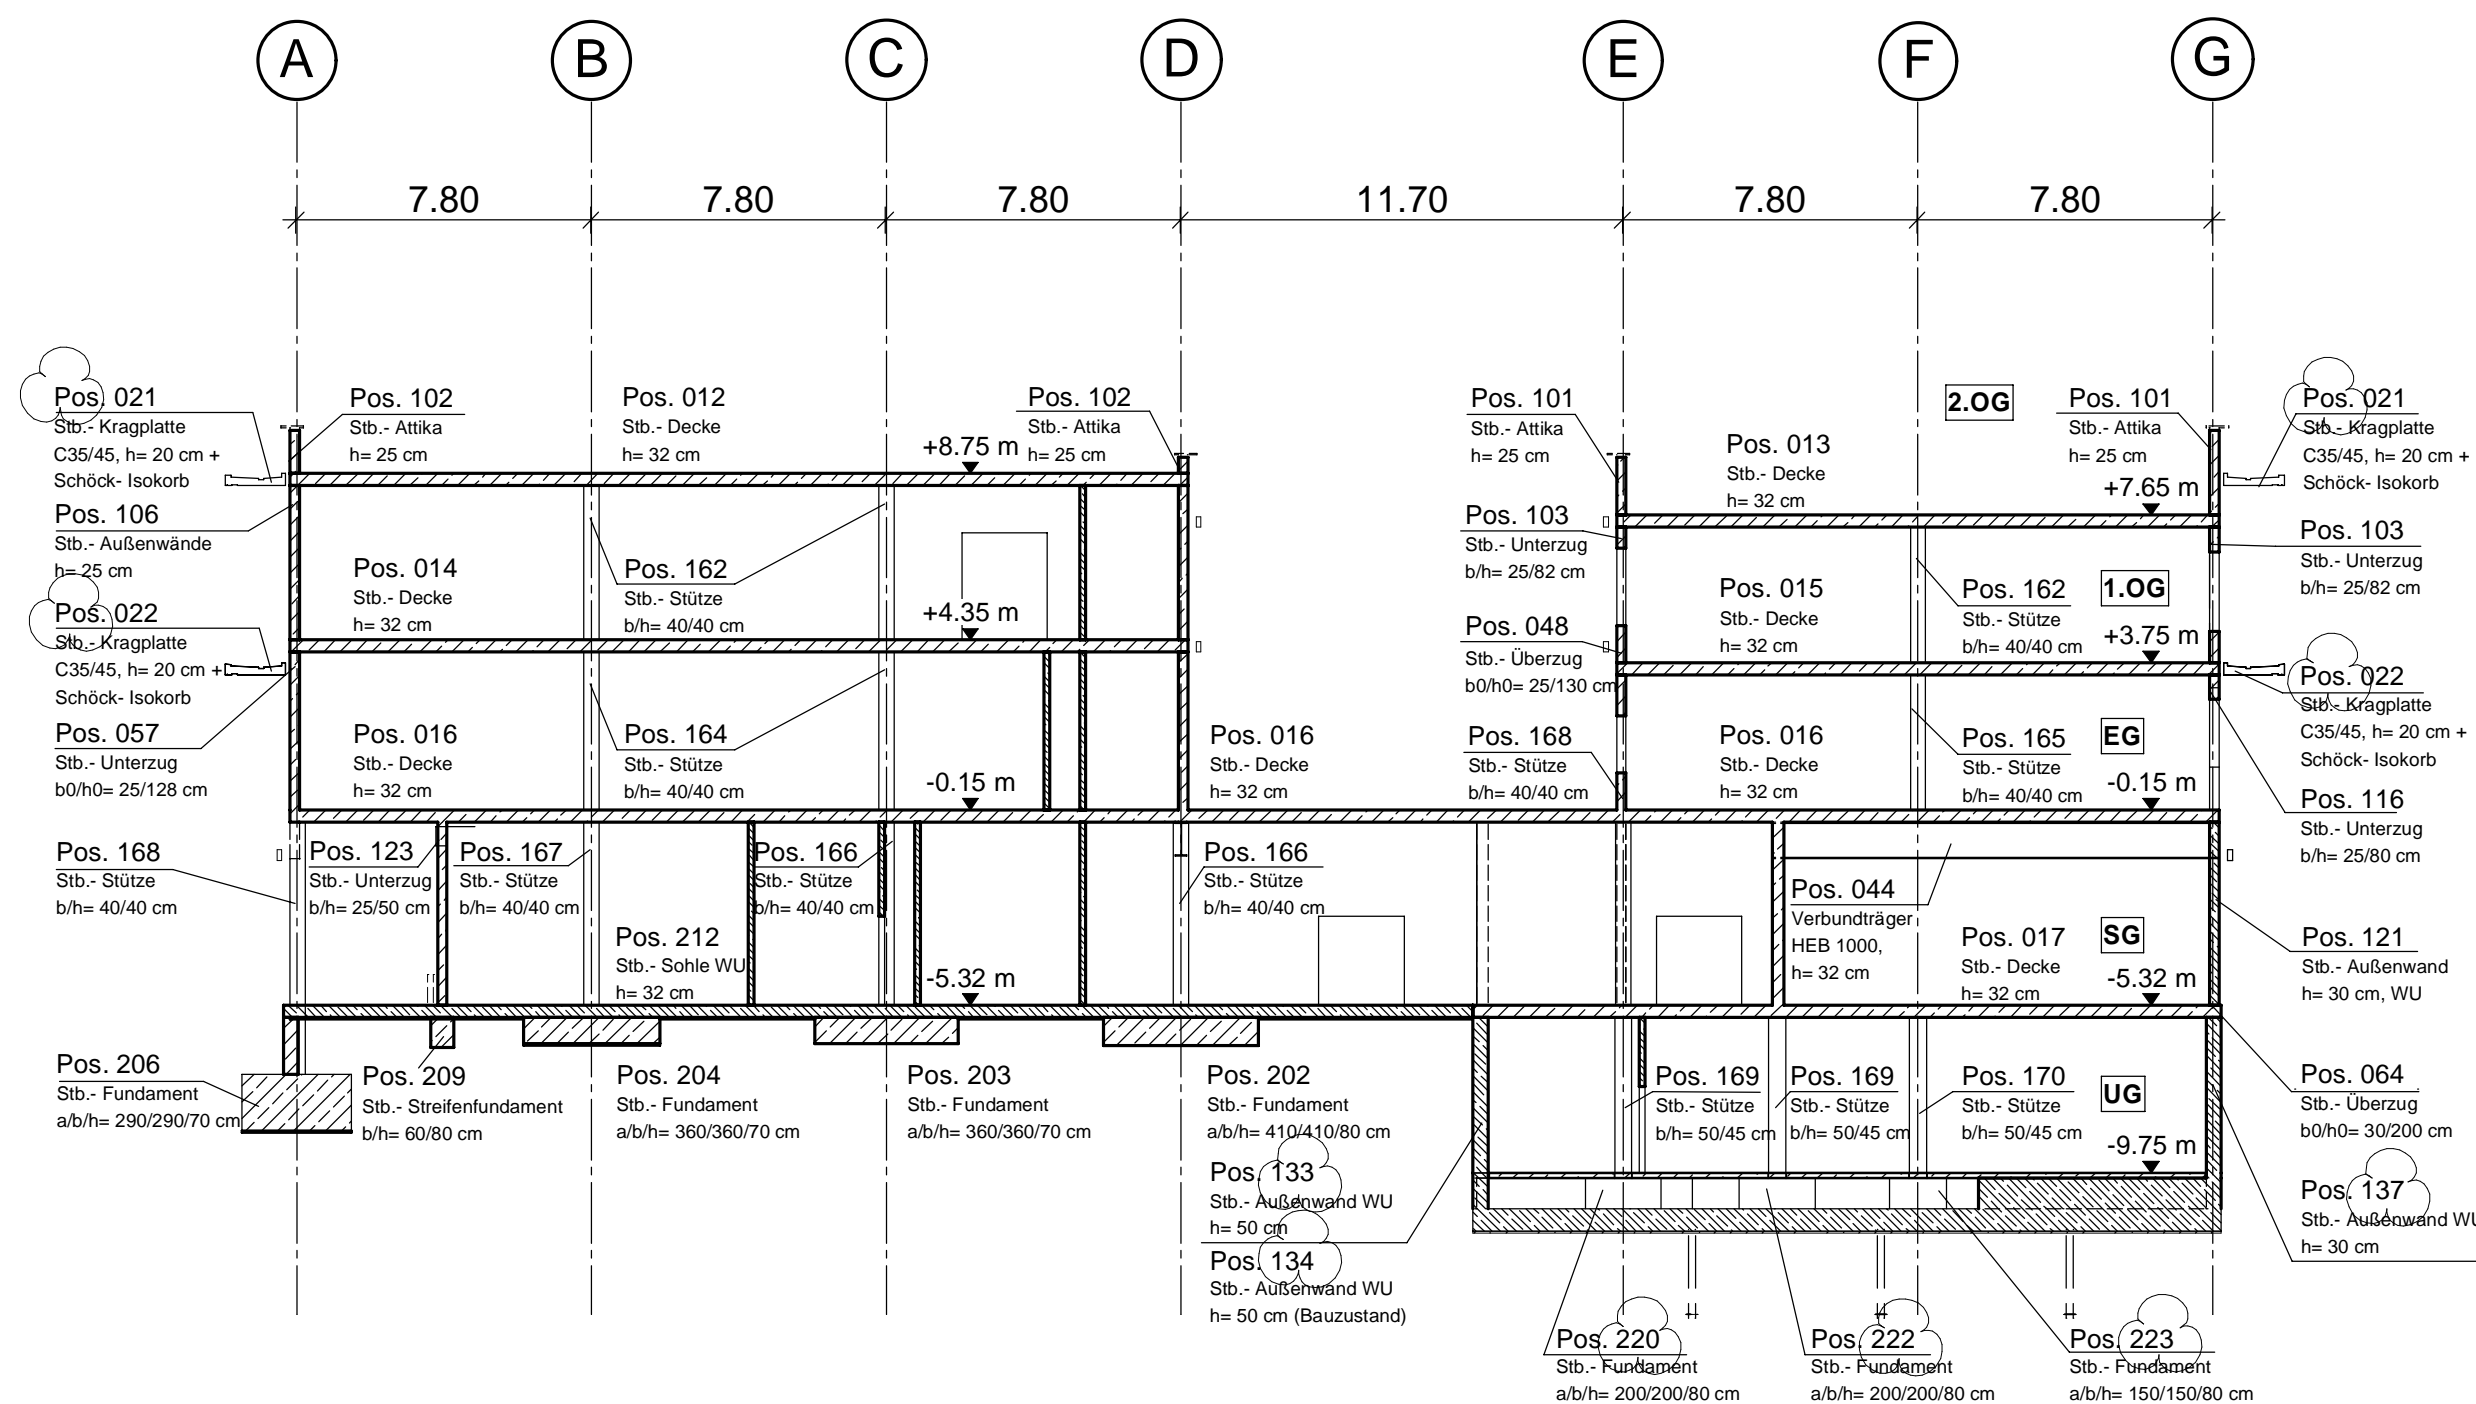 A
B
C
D
E
F
G
7.80
7.80
7.80
11.70
7.80
7.80
Pos. 021
Stb.- Kragplatte
C35/45, h= 20 cm +
Schöck- Isokorb
Pos. 106
Stb.- Außenwände
h= 25 cm
Pos. 022
Stb.- Kragplatte
C35/45, h= 20 cm +
Schöck- Isokorb
Pos. 057
Stb.- Unterzug
b0/h0= 25/128 cm
Pos. 168
Stb.- Stütze
b/h= 40/40 cm
Pos. 206
Stb.- Fundament
a/b/h= 290/290/70 cm
Pos. 102
Stb.- Attika
h= 25 cm
Pos. 014
Stb.- Decke
h= 32 cm
Pos. 016
Stb.- Decke
h= 32 cm
Pos. 123
Stb.- Unterzug
b/h= 25/50 cm
Pos. 209
Stb.- Streifenfundament
b/h= 60/80 cm
Pos. 167
Stb.- Stütze
b/h= 40/40 cm
Pos. 012
Stb.- Decke
h= 32 cm
Pos. 162
Stb.- Stütze
b/h= 40/40 cm
Pos. 164
Stb.- Stütze
b/h= 40/40 cm
Pos. 212
Stb.- Sohle WU
h= 32 cm
Pos. 204
Stb.- Fundament
a/b/h= 360/360/70 cm
Pos. 166
Stb.- Stütze
b/h= 40/40 cm
+8.75 m
+4.35 m
-0.15 m
-5.32 m
Pos. 203
Stb.- Fundament
a/b/h= 360/360/70 cm
Pos. 102
Stb.- Attika
h= 25 cm
Pos. 016
Stb.- Decke
h= 32 cm
Pos. 166
Stb.- Stütze
b/h= 40/40 cm
Pos. 202
Stb.- Fundament
a/b/h= 410/410/80 cm
Pos. 133
Stb.- Außenwand WU
h= 50 cm
Pos. 134
Stb.- Außenwand WU
h= 50 cm (Bauzustand)
Pos. 101
Stb.- Attika
h= 25 cm
Pos. 103
Stb.- Unterzug
b/h= 25/82 cm
Pos. 048
Stb.- Überzug
b0/h0= 25/130 cm
Pos. 168
Stb.- Stütze
b/h= 40/40 cm
Pos. 013
Stb.- Decke
h= 32 cm
Pos. 015
Stb.- Decke
h= 32 cm
Pos. 016
Stb.- Decke
h= 32 cm
Pos. 044
Verbundträger
HEB 1000,
h= 32 cm
Pos. 169
Stb.- Stütze
b/h= 50/45 cm
Pos. 169
Stb.- Stütze
b/h= 50/45 cm
Pos. 220
Stb.- Fundament
a/b/h= 200/200/80 cm
Pos. 222
Stb.- Fundament
a/b/h= 200/200/80 cm
2.OG
Pos. 162
Stb.- Stütze
b/h= 40/40 cm
Pos. 165
Stb.- Stütze
b/h= 40/40 cm
Pos. 017
Stb.- Decke
h= 32 cm
Pos. 170
Stb.- Stütze
b/h= 50/45 cm
Pos. 101
Stb.- Attika
h= 25 cm
+7.65 m
1.OG
+3.75 m
EG
-0.15 m
SG
-5.32 m
UG
-9.75 m
Pos. 223
Stb.- Fundament
a/b/h= 150/150/80 cm
Pos. 021
Stb.- Kragplatte
C35/45, h= 20 cm +
Schöck- Isokorb
Pos. 103
Stb.- Unterzug
b/h= 25/82 cm
Pos. 022
Stb.- Kragplatte
C35/45, h= 20 cm +
Schöck- Isokorb
Pos. 116
Stb.- Unterzug
b/h= 25/80 cm
Pos. 121
Stb.- Außenwand
h= 30 cm, WU
Pos. 064
Stb.- Überzug
b0/h0= 30/200 cm
Pos. 137
Stb.- Außenwand WU
h= 30 cm